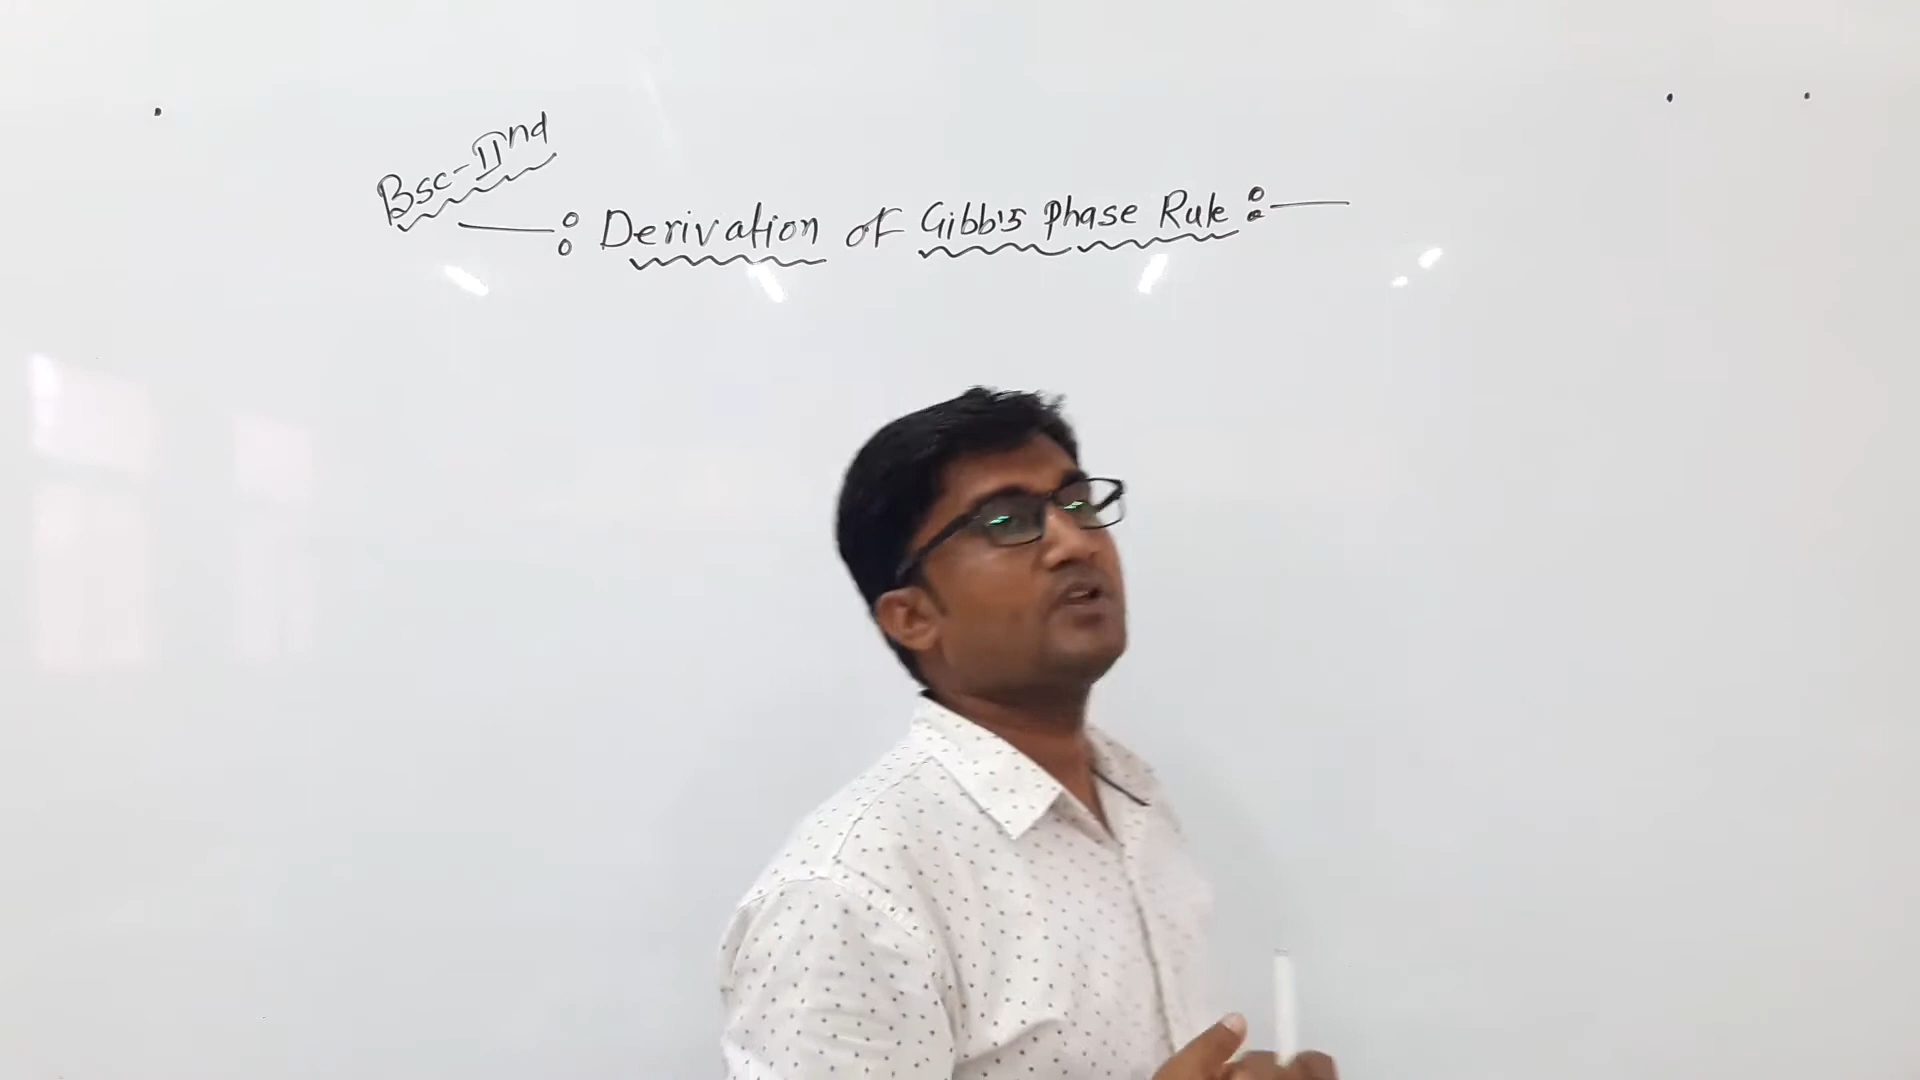 Bsc-IInd
Derivation of Gibb's Phase Rule :-